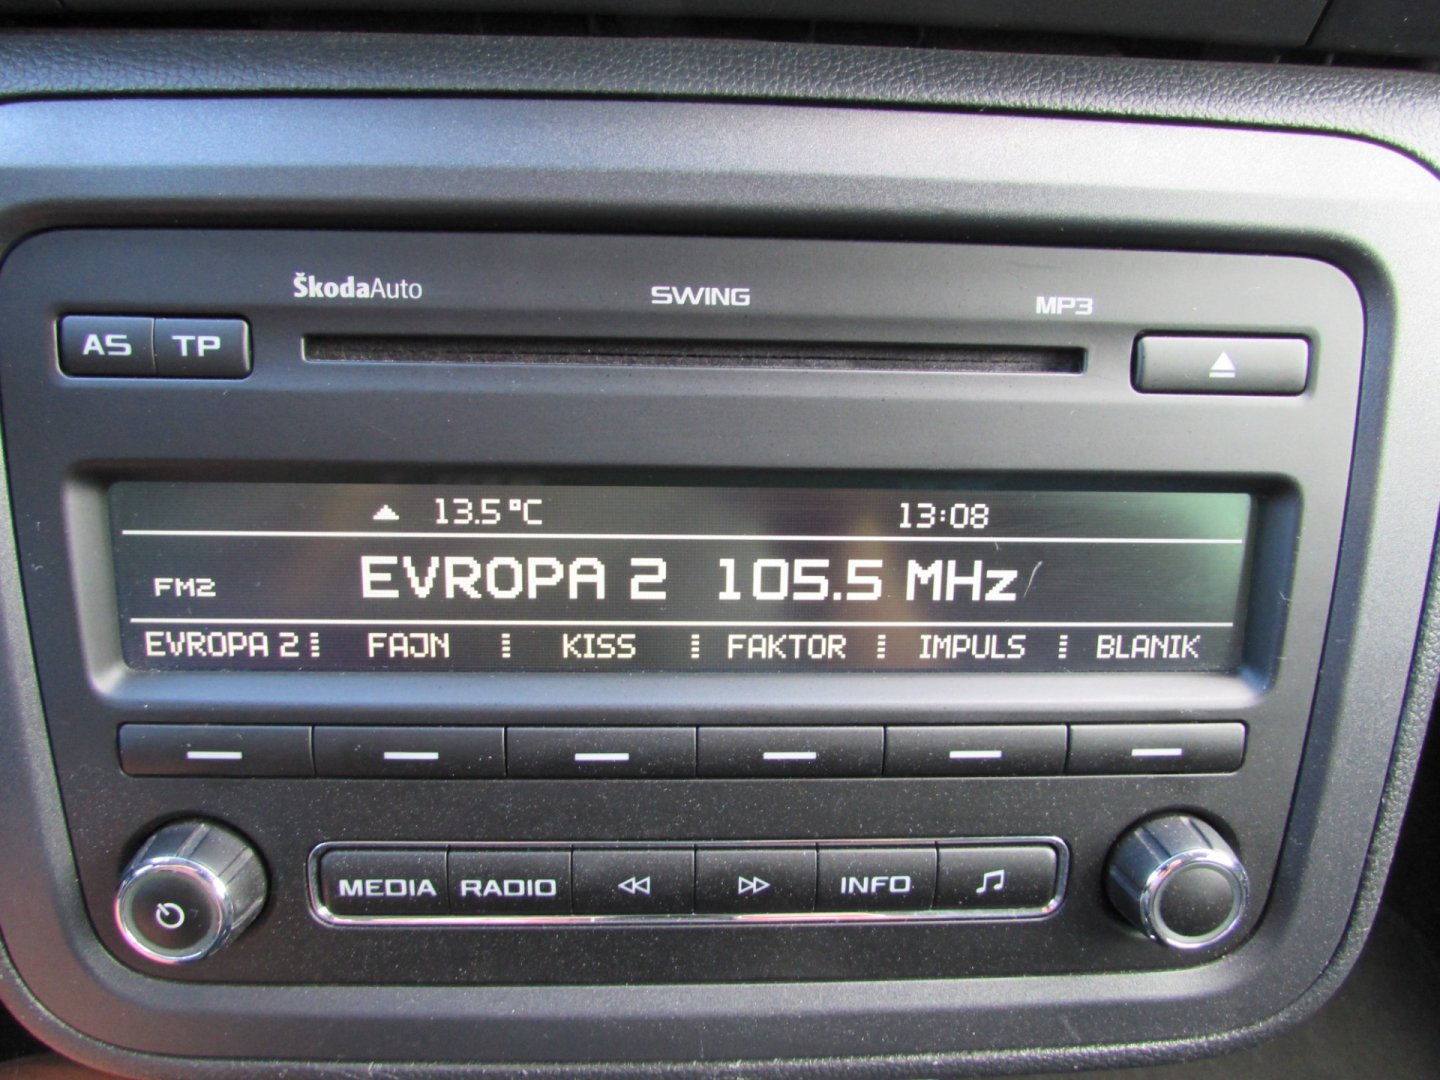 ŠkodaAuto SWING MP3
AS TP
13.5°C 13:08
FM2 EVROPA 2 105.5 MHz
EVROPA 2 FAJN KISS FAKTOR IMPULS BLANIK
MEDIA RADIO INFO